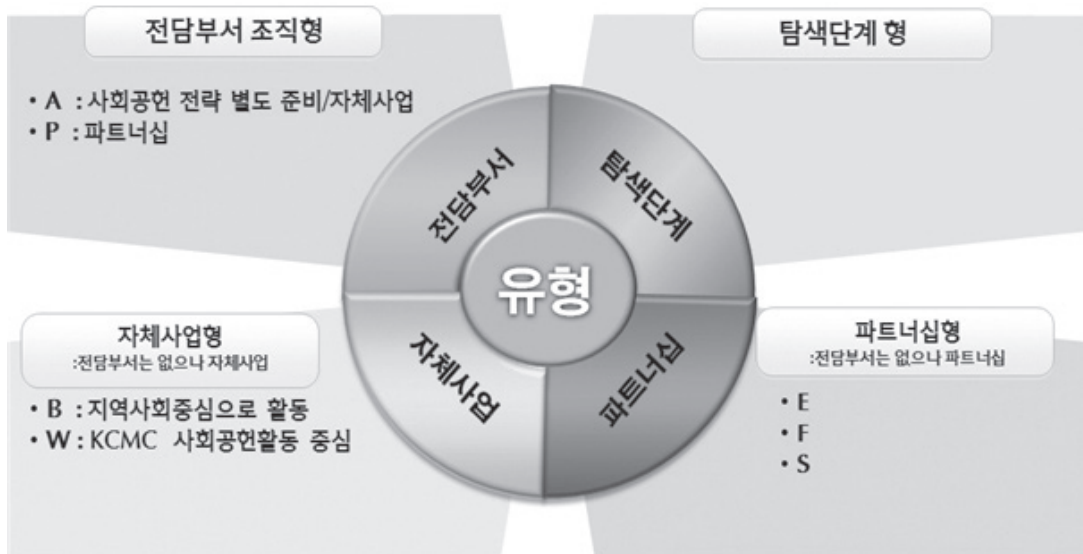 전담부서 조직형
• A : 사회공헌 전략 별도 준비/자체사업
• P : 파트너십
탐색단계 형
전담부서
탐색단계
유형
자체사업
파트너십
자체사업형
:전담부서는 없으나 자체사업
• B : 지역사회중심으로 활동
• W : KCMC 사회공헌활동 중심
파트너십형
:전담부서는 없으나 파트너십
• E
• F
• S